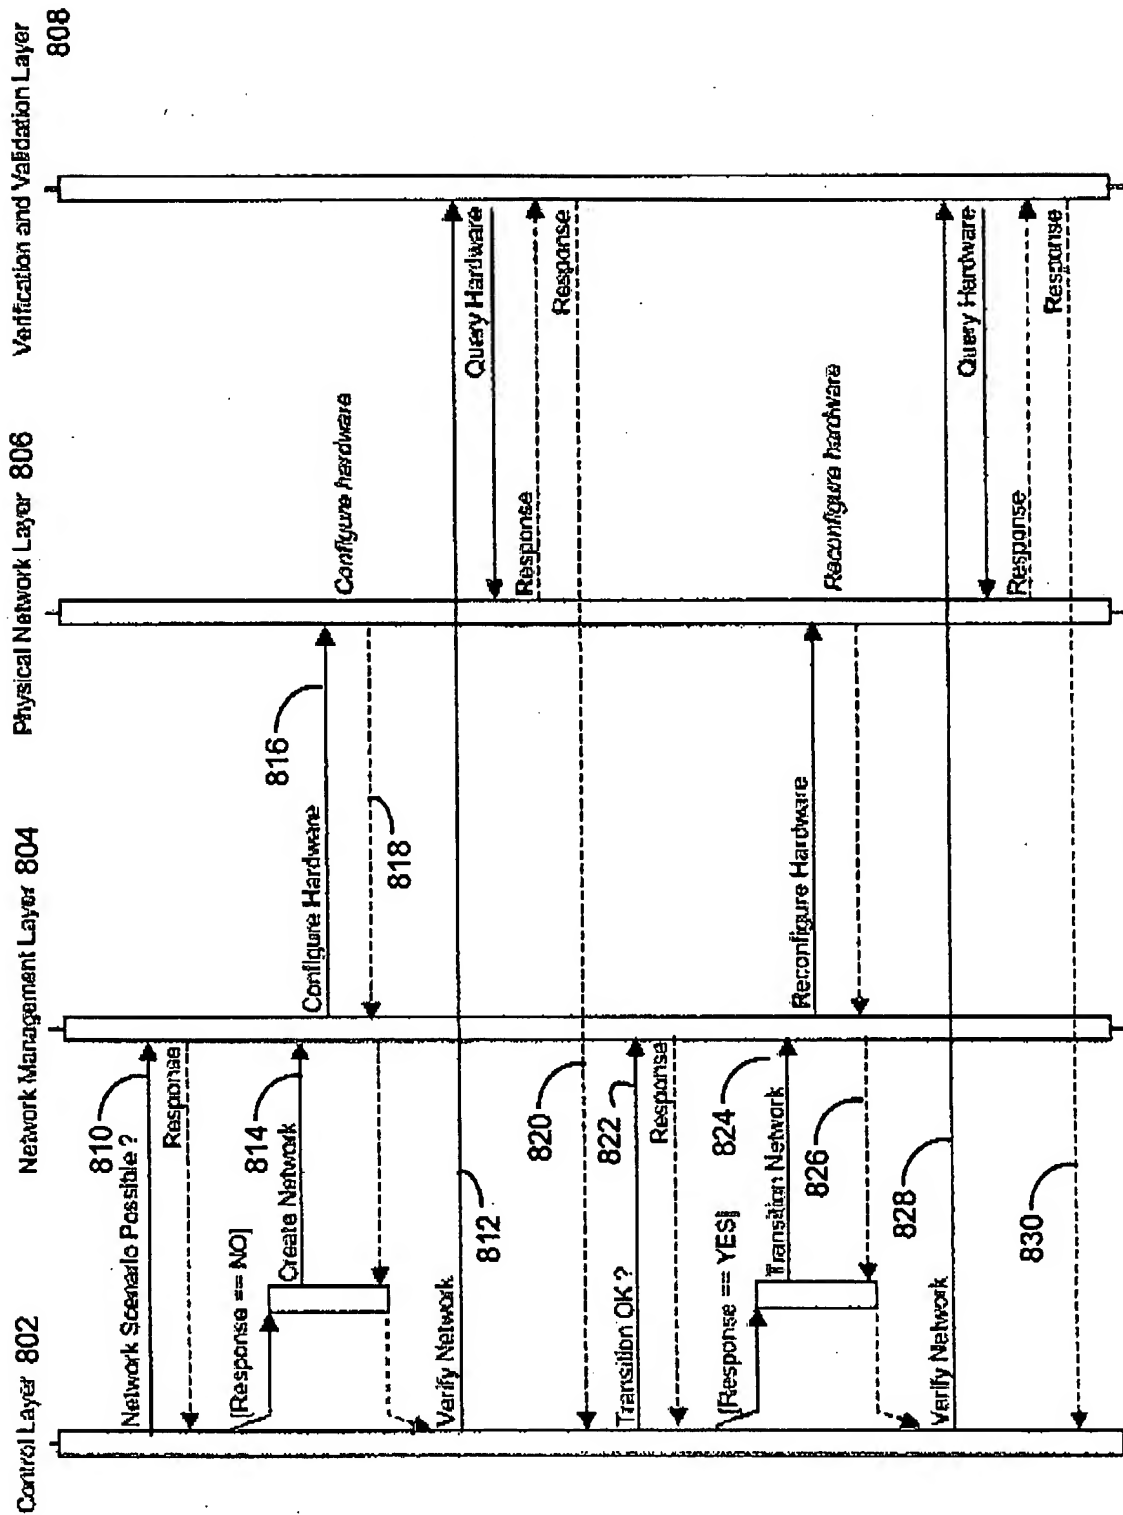 Control Layer 802
Network Management Layer 804
Physical Network Layer 806
Verification and Validation Layer
808
Network Scenario Possible ?
810
Response
[Response == NO]
Create Network
814
Configure Hardware
816
Configure hardware
818
Verify Network
812
Query Hardware
Response
Response
820
Transition OK ?
822
Response
[Response == YES]
Transition Network
824
Reconfigure Hardware
Reconfigure hardware
826
Verify Network
828
Query Hardware
Response
Response
830